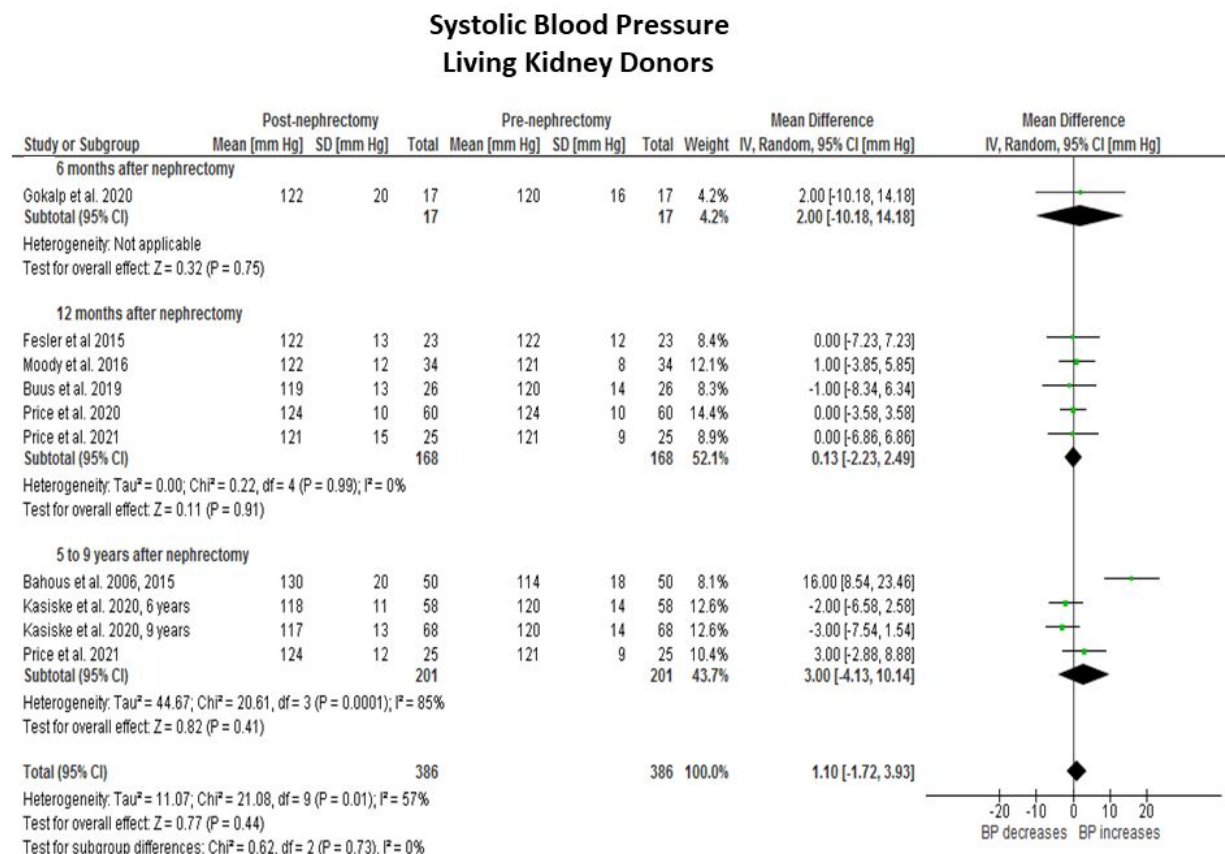 Systolic Blood Pressure
Living Kidney Donors
Post-nephrectomy Pre-nephrectomy Mean Difference Mean Difference
Study or Subgroup Mean [mm Hg] SD [mm Hg] Total Mean [mm Hg] SD [mm Hg] Total Weight IV, Random, 95% CI [mm Hg] IV, Random, 95% CI [mm Hg]
6 months after nephrectomy
Gokalp et al. 2020 122 20 17 120 16 17 4.2% 2.00 [-10.18, 14.18]
Subtotal (95% CI) 17 17 4.2% 2.00 [-10.18, 14.18]
Heterogeneity: Not applicable
Test for overall effect: Z = 0.32 (P = 0.75)
12 months after nephrectomy
Fesler et al 2015 122 13 23 122 12 23 8.4% 0.00 [-7.23, 7.23]
Moody et al. 2016 122 12 34 121 8 34 12.1% 1.00 [-3.85, 5.85]
Buus et al. 2019 119 13 26 120 14 26 8.3% -1.00 [-8.34, 6.34]
Price et al. 2020 124 10 60 124 10 60 14.4% 0.00 [-3.58, 3.58]
Price et al. 2021 121 15 25 121 9 25 8.9% 0.00 [-6.86, 6.86]
Subtotal (95% CI) 168 168 52.1% 0.13 [-2.23, 2.49]
Heterogeneity: Tau² = 0.00; Chi² = 0.22, df = 4 (P = 0.99); I² = 0%
Test for overall effect: Z = 0.11 (P = 0.91)
5 to 9 years after nephrectomy
Bahous et al. 2006, 2015 130 20 50 114 18 50 8.1% 16.00 [8.54, 23.46]
Kasiske et al. 2020, 6 years 118 11 58 120 14 58 12.6% -2.00 [-6.58, 2.58]
Kasiske et al. 2020, 9 years 117 13 68 120 14 68 12.6% -3.00 [-7.54, 1.54]
Price et al. 2021 124 12 25 121 9 25 10.4% 3.00 [-2.88, 8.88]
Subtotal (95% CI) 201 201 43.7% 3.00 [-4.13, 10.14]
Heterogeneity: Tau² = 44.67; Chi² = 20.61, df = 3 (P = 0.0001); I² = 85%
Test for overall effect: Z = 0.82 (P = 0.41)
Total (95% CI) 386 386 100.0% 1.10 [-1.72, 3.93]
Heterogeneity: Tau² = 11.07; Chi² = 21.08, df = 9 (P = 0.01); I² = 57%
Test for overall effect: Z = 0.77 (P = 0.44)
Test for subgroup differences: Chi² = 0.62, df = 2 (P = 0.73), I² = 0%
-20 -10 0 10 20
BP decreases BP increases